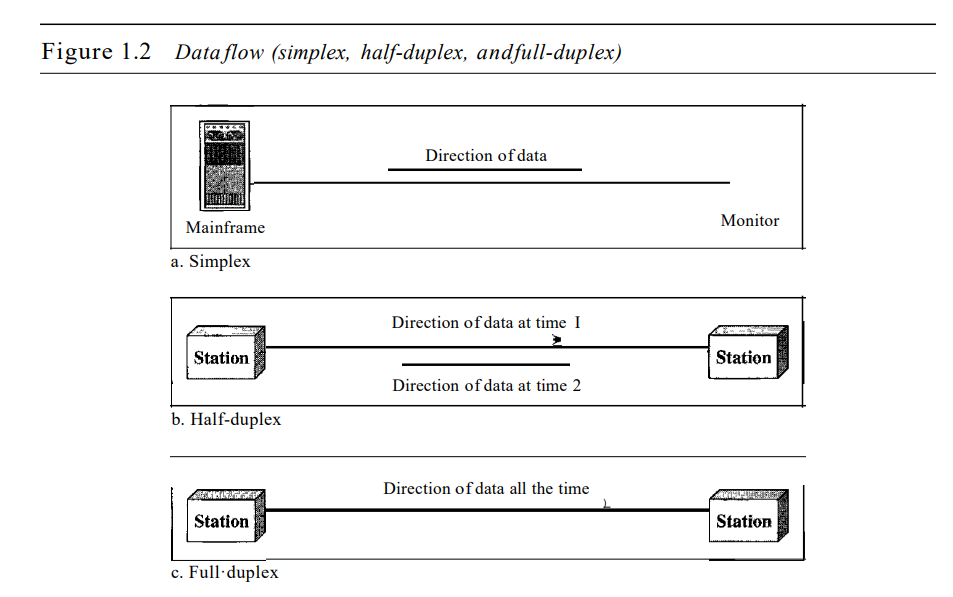 Figure 1.2 Dataflow (simplex, half-duplex, andfull-duplex)
Direction of data
Mainframe
Monitor
a. Simplex
Direction of data at time I
Station
Station
Direction of data at time 2
b. Half-duplex
Direction of data all the time
Station
Station
c. Full·duplex